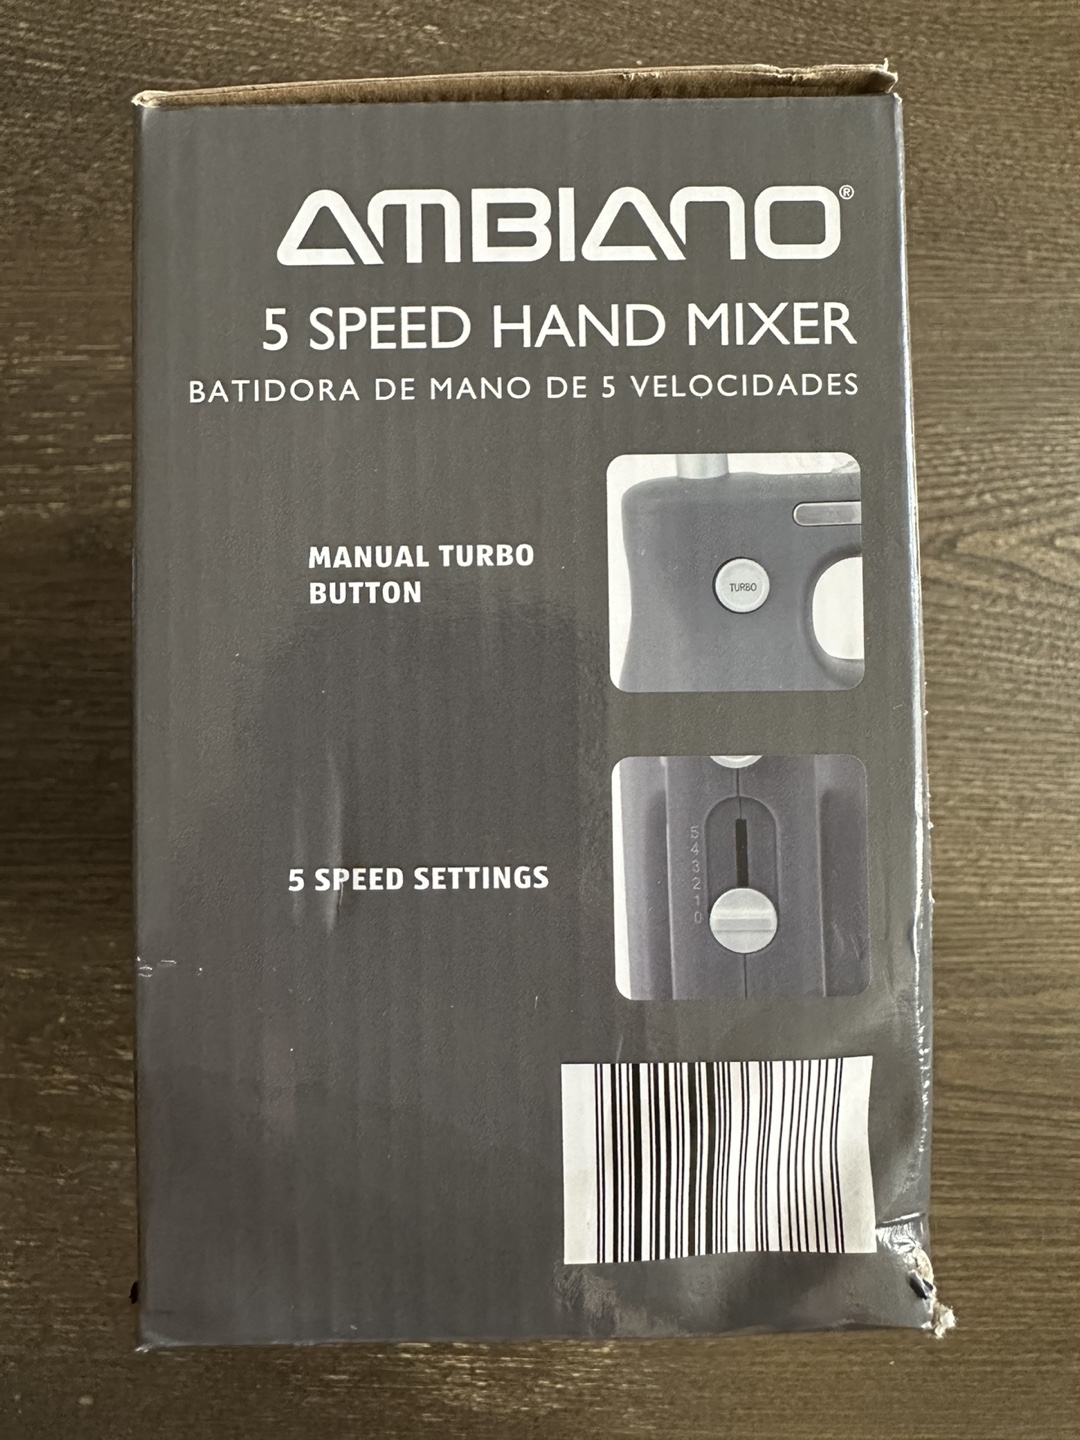 AMBIANO®
5 SPEED HAND MIXER
BATIDORA DE MANO DE 5 VELOCIDADES
MANUAL TURBO
BUTTON
TURBO
5 SPEED SETTINGS
5
4
3
2
1
0